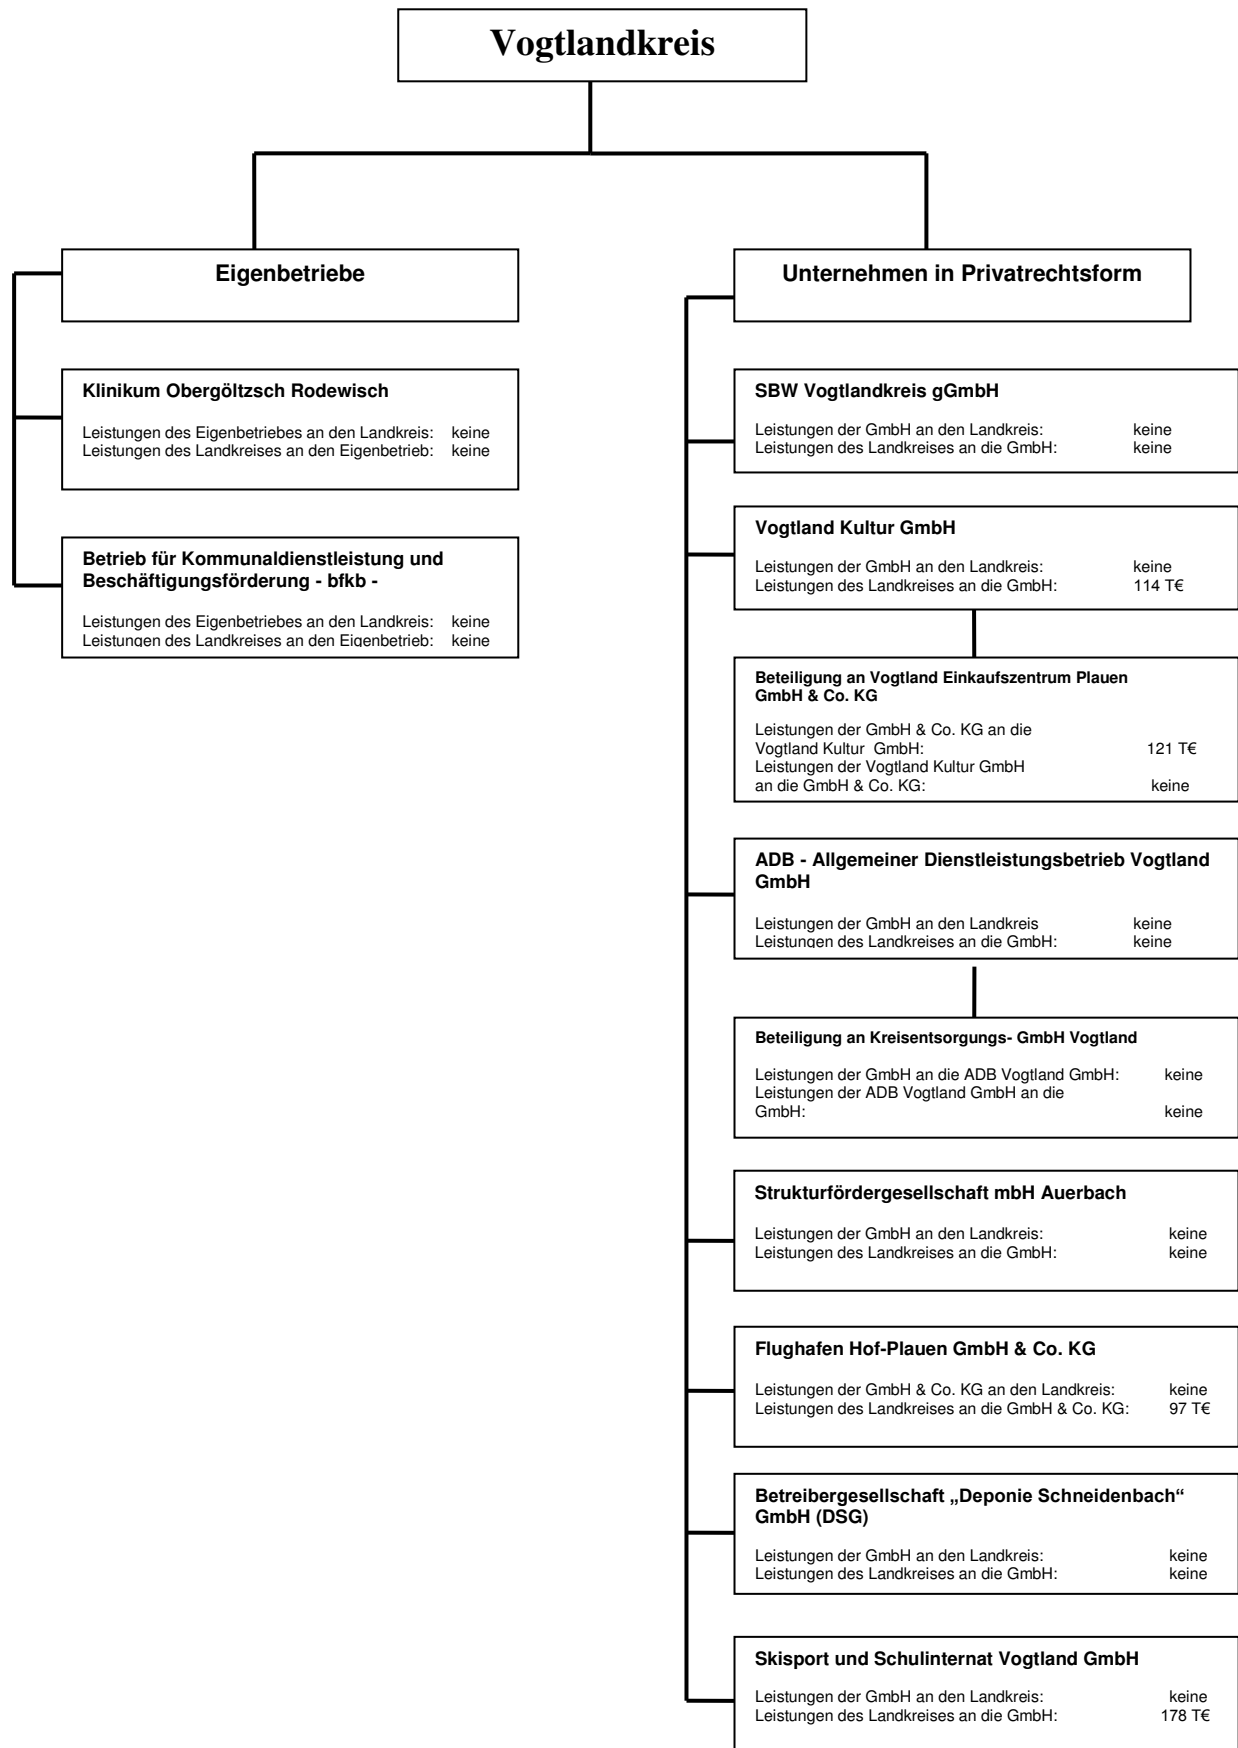 Vogtlandkreis
Eigenbetriebe
Klinikum Obergöltzsch Rodewisch
Leistungen des Eigenbetriebes an den Landkreis: keine
Leistungen des Landkreises an den Eigenbetrieb: keine
Betrieb für Kommunaldienstleistung und
Beschäftigungsförderung - bfkb -
Leistungen des Eigenbetriebes an den Landkreis: keine
Leistungen des Landkreises an den Eigenbetrieb: keine
Unternehmen in Privatrechtsform
SBW Vogtlandkreis gGmbH
Leistungen der GmbH an den Landkreis: keine
Leistungen des Landkreises an die GmbH: keine
Vogtland Kultur GmbH
Leistungen der GmbH an den Landkreis: keine
Leistungen des Landkreises an die GmbH: 114 T€
Beteiligung an Vogtland Einkaufszentrum Plauen
GmbH & Co. KG
Leistungen der GmbH & Co. KG an die
Vogtland Kultur GmbH: 121 T€
Leistungen der Vogtland Kultur GmbH
an die GmbH & Co. KG: keine
ADB - Allgemeiner Dienstleistungsbetrieb Vogtland
GmbH
Leistungen der GmbH an den Landkreis keine
Leistungen des Landkreises an die GmbH: keine
Beteiligung an Kreisentsorgungs- GmbH Vogtland
Leistungen der GmbH an die ADB Vogtland GmbH: keine
Leistungen der ADB Vogtland GmbH an die
GmbH: keine
Strukturfördergesellschaft mbH Auerbach
Leistungen der GmbH an den Landkreis: keine
Leistungen des Landkreises an die GmbH: keine
Flughafen Hof-Plauen GmbH & Co. KG
Leistungen der GmbH & Co. KG an den Landkreis: keine
Leistungen des Landkreises an die GmbH & Co. KG: 97 T€
Betreibergesellschaft „Deponie Schneidenbach“
GmbH (DSG)
Leistungen der GmbH an den Landkreis: keine
Leistungen des Landkreises an die GmbH: keine
Skisport und Schulinternat Vogtland GmbH
Leistungen der GmbH an den Landkreis: keine
Leistungen des Landkreises an die GmbH: 178 T€